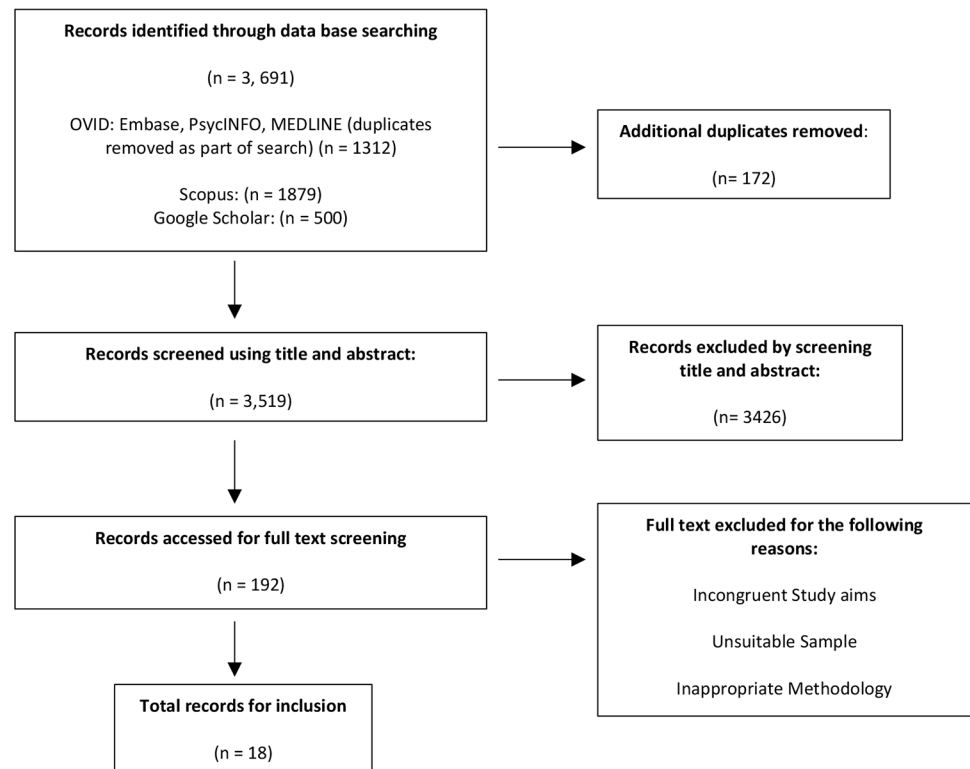 Records identified through data base searching
(n = 3, 691)
OVID: Embase, PsycINFO, MEDLINE (duplicates
removed as part of search) (n = 1312)
Scopus: (n = 1879)
Google Scholar: (n = 500)
Additional duplicates removed:
(n= 172)
Records screened using title and abstract:
(n = 3,519)
Records excluded by screening
title and abstract:
(n= 3426)
Records accessed for full text screening
(n = 192)
Full text excluded for the following
reasons:
Incongruent Study aims
Unsuitable Sample
Inappropriate Methodology
Total records for inclusion
(n = 18)